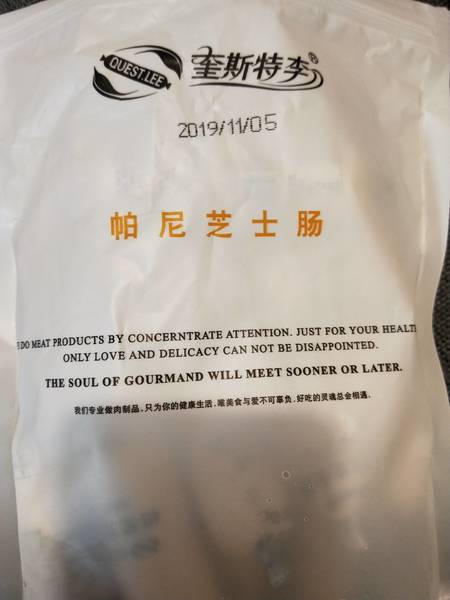 QUEST.LEE
奎斯特李®
2019/11/05
帕尼芝士肠
DO MEAT PRODUCTS BY CONCERNTRATE ATTENTION. JUST FOR YOUR HEALTH
ONLY LOVE AND DELICACY CAN NOT BE DISAPPOINTED.
THE SOUL OF GOURMAND WILL MEET SOONER OR LATER.
我们专业做肉制品，只为你的健康生活，唯美食与爱不可辜负，好吃的灵魂总会相遇。